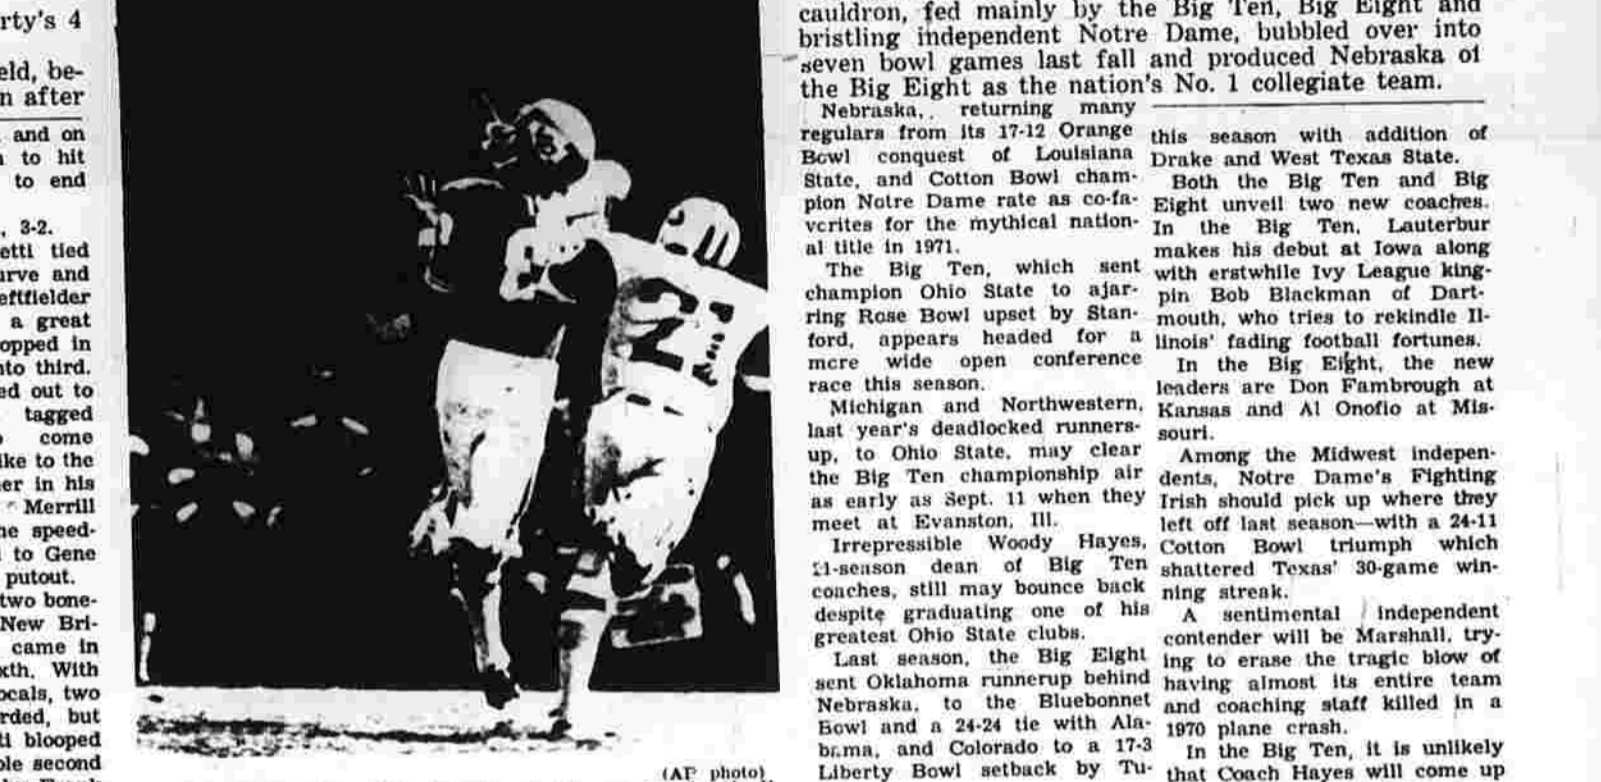 rty's 4
eld, be-
n after
and on
to hit
to end
, 3-2.
etti tied
urve and
eftfielder
a great
opped in
nto third.
ed out to
tagged
come
ike to the
er in his
Merrill
he speed-
to Gene
putout.
two bone-
New Bri-
came in
xth. With
ocals, two
rded, but
ti blooped
ble second
21
(AP photo)
cauldron, fed mainly by the Big Ten, Big Eight and
bristling independent Notre Dame, bubbled over into
seven bowl games last fall and produced Nebraska of
the Big Eight as the nation's No. 1 collegiate team.
Nebraska, returning many
regulars from its 17-12 Orange
Bowl conquest of Louisiana
State, and Cotton Bowl cham-
pion Notre Dame rate as co-fa-
vorites for the mythical nation-
al title in 1971.
The Big Ten, which sent
champion Ohio State to ajar-
ring Rose Bowl upset by Stan-
ford, appears headed for a
more wide open conference
race this season.
Michigan and Northwestern,
last year's deadlocked runners-
up, to Ohio State, may clear
the Big Ten championship air
as early as Sept. 11 when they
meet at Evanston, Ill.
Irrepressible Woody Hayes,
21-season dean of Big Ten
coaches, still may bounce back
despite graduating one of his
greatest Ohio State clubs.
Last season, the Big Eight
sent Oklahoma runnerup behind
Nebraska, to the Bluebonnet
Bowl and a 24-24 tie with Ala-
bama, and Colorado to a 17-3
Liberty Bowl setback by Tu-
this season with addition of
Drake and West Texas State.
Both the Big Ten and Big
Eight unveil two new coaches.
In the Big Ten, Lauterbur
makes his debut at Iowa along
with erstwhile Ivy League king-
pin Bob Blackman of Dart-
mouth, who tries to rekindle Il-
linois' fading football fortunes.
In the Big Eight, the new
leaders are Don Fambrough at
Kansas and Al Onofio at Mis-
souri.
Among the Midwest indepen-
dents, Notre Dame's Fighting
Irish should pick up where they
left off last season—with a 24-11
Cotton Bowl triumph which
shattered Texas' 30-game win-
ning streak.
A sentimental independent
contender will be Marshall, try-
ing to erase the tragic blow of
having almost its entire team
and coaching staff killed in a
1970 plane crash.
In the Big Ten, it is unlikely
that Coach Hayes will come up